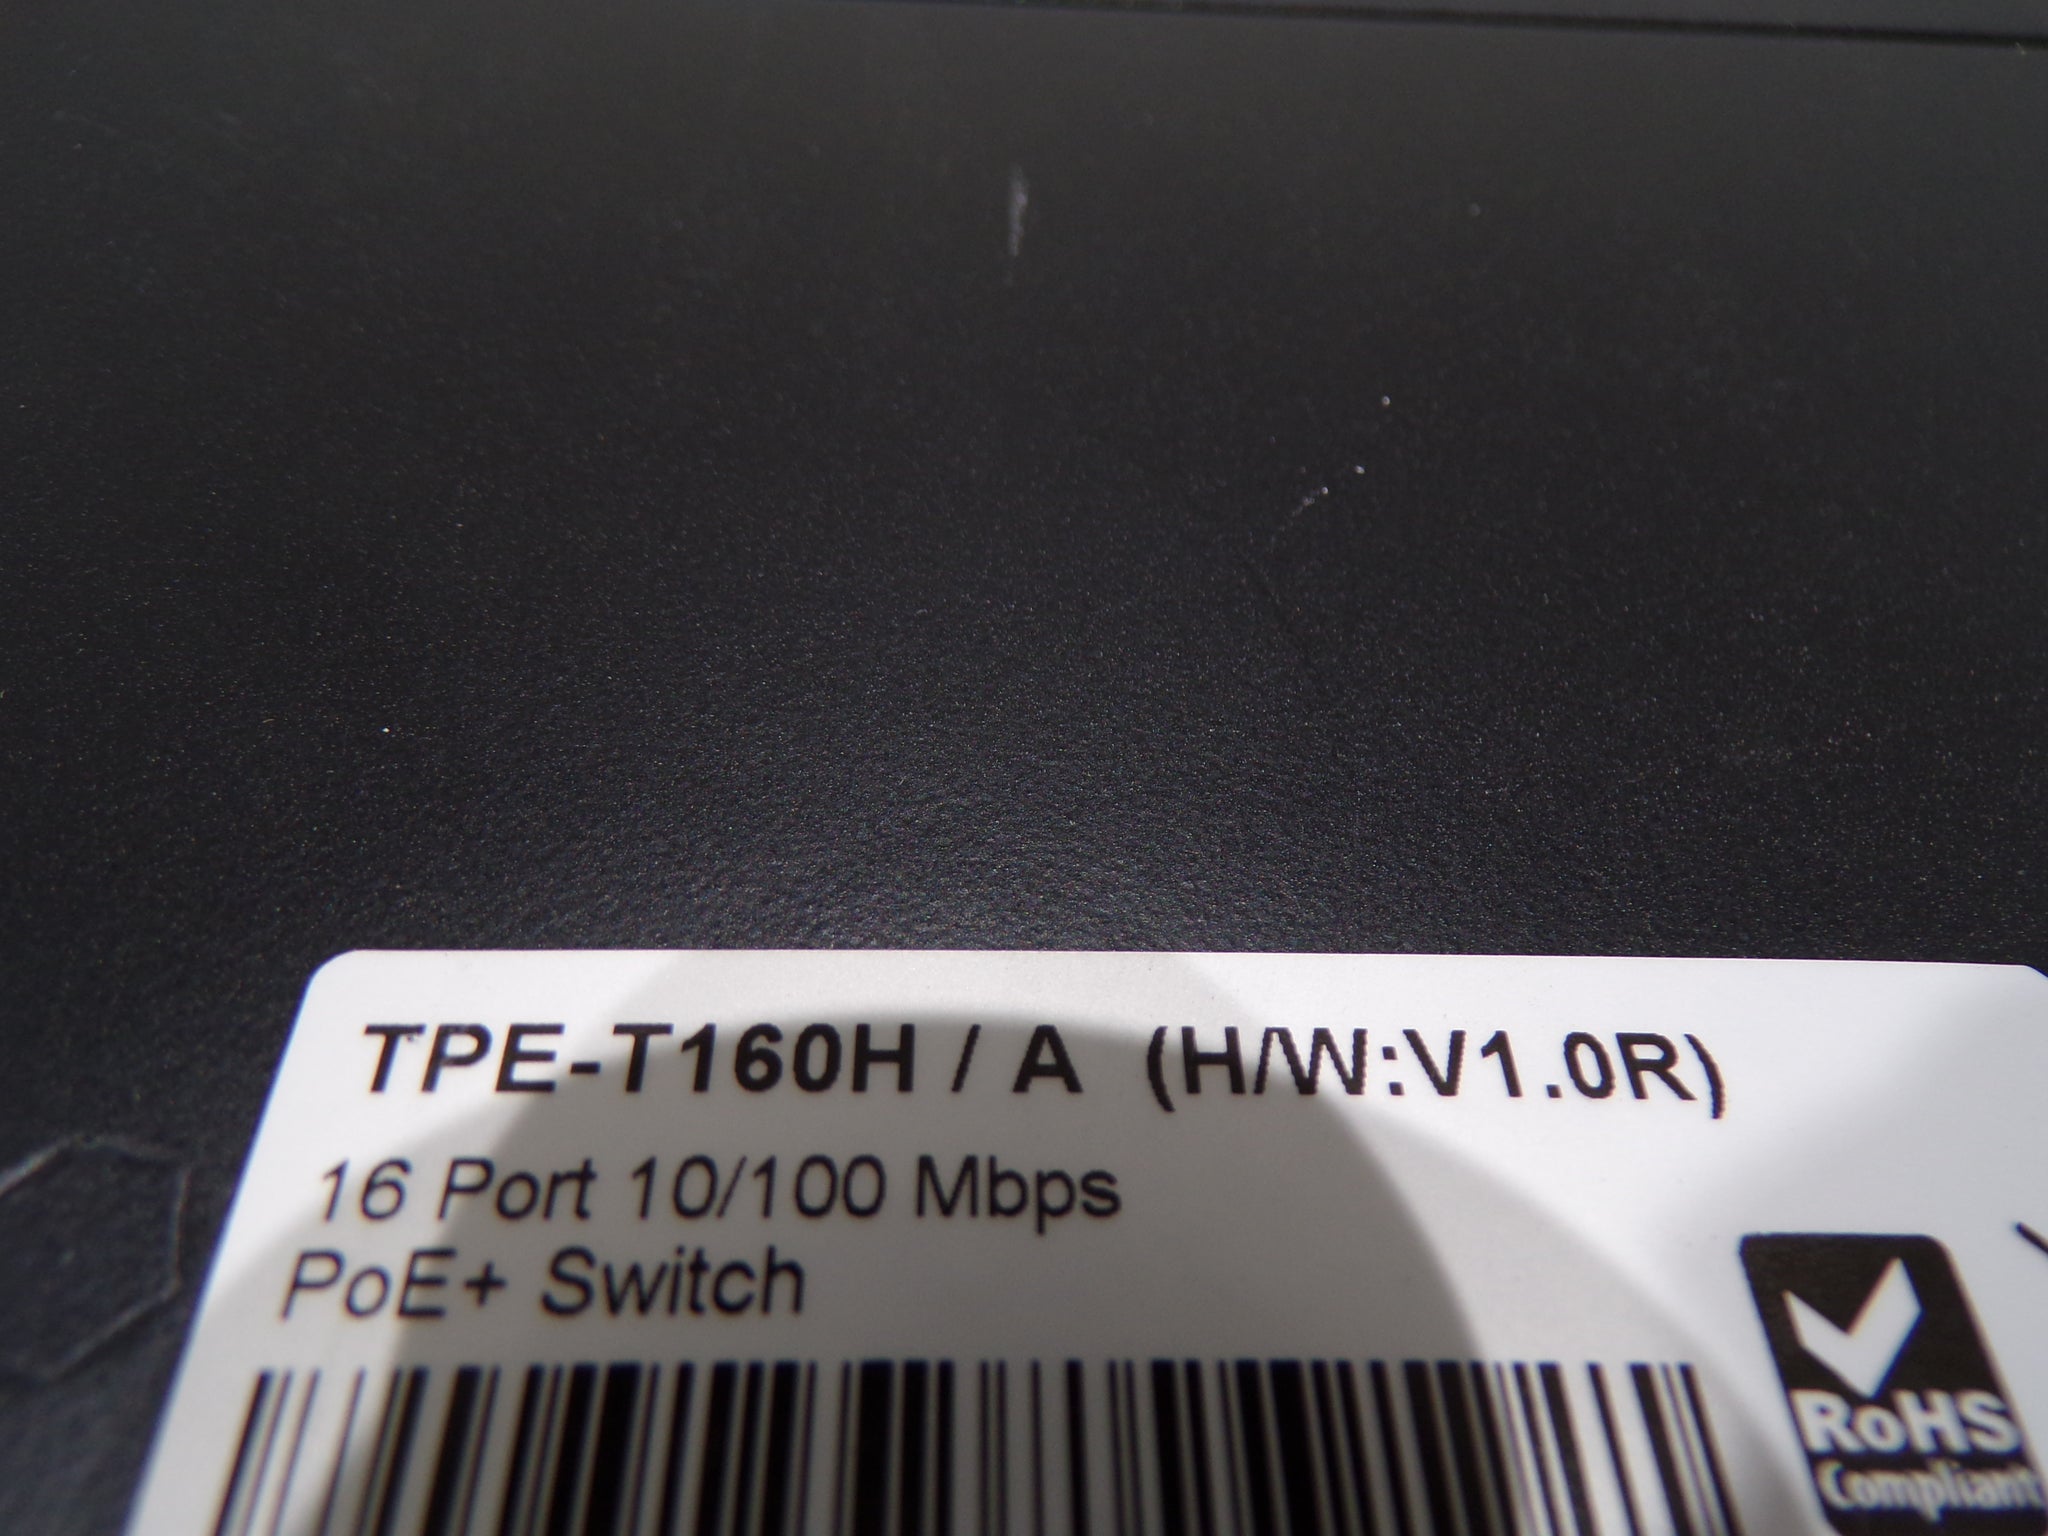 TPE-T160H / A (H/W:V1.0R)
16 Port 10/100 Mbps
PoE+ Switch
RoHS
Compliant